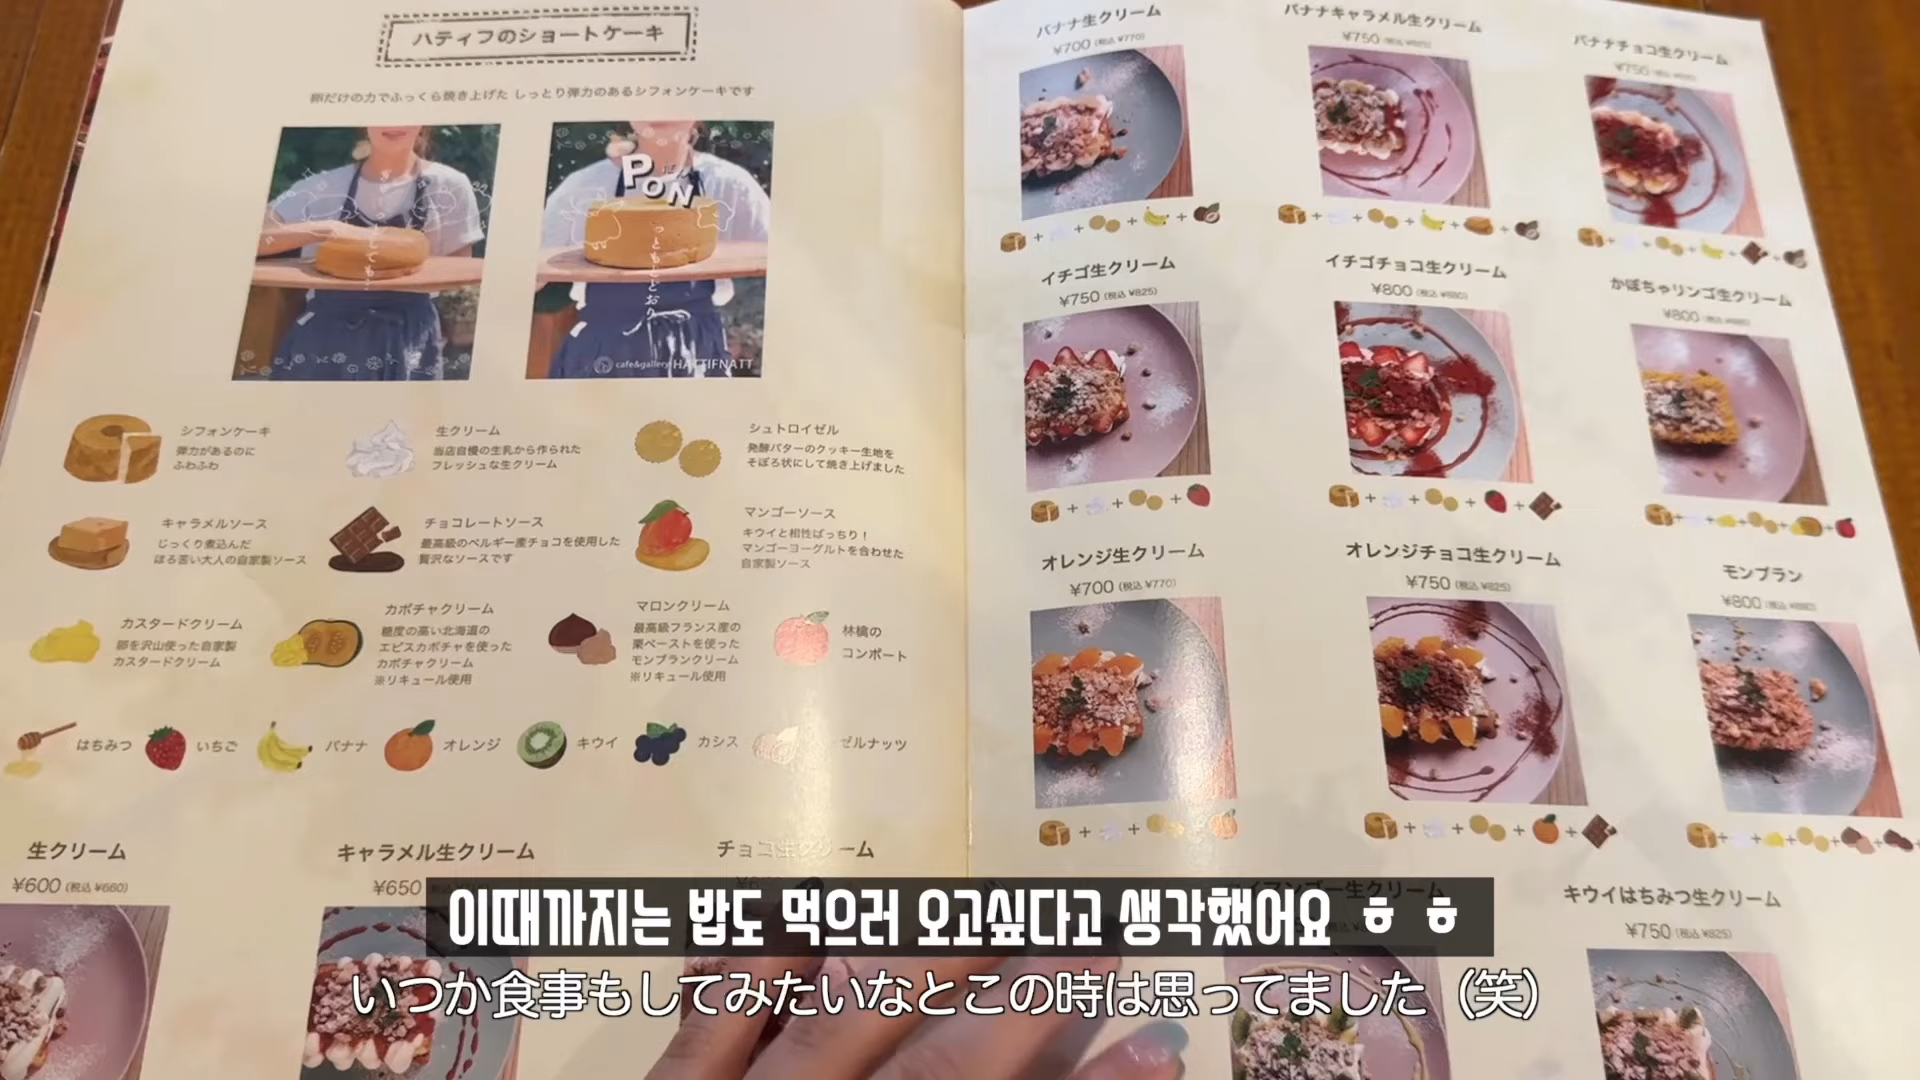 ハティフのショートケーキ
卵だけの力でふっくら焼き上げた しっとり弾力のあるシフォンケーキです
PON
cafe&gallery HATTIFNATT
シフォンケーキ
弾力があるのに
ふわふわ
生クリーム
当店自慢の生乳から作られた
フレッシュな生クリーム
シュトロイゼル
発酵バターのクッキー生地を
そぼろ状にして焼き上げました
キャラメルソース
じっくり煮込んだ
ほろ苦い大人の自家製ソース
チョコレートソース
最高級のベルギー産チョコを使用した
贅沢なソースです
マンゴーソース
キウイと相性ばっちり!
マンゴーヨーグルトを合わせた
自家製ソース
カスタードクリーム
卵を沢山使った自家製
カスタードクリーム
カボチャクリーム
糖度の高い北海道の
エビスカボチャを使った
カボチャクリーム
※リキュール使用
マロンクリーム
最高級フランス産の
栗ペーストを使った
モンブランクリーム
※リキュール使用
林檎の
コンポート
はちみつ
いちご
バナナ
オレンジ
キウイ
カシス
ゼルナッツ
生クリーム
¥600 (税込 ¥660)
キャラメル生クリーム
¥650
チョコ生クリーム
バナナ生クリーム
¥700 (税込 ¥770)
バナナキャラメル生クリーム
¥750 (税込 ¥825)
バナナチョコ生クリーム
¥750
イチゴ生クリーム
¥750 (税込 ¥825)
イチゴチョコ生クリーム
¥800 (税込 ¥880)
かぼちゃリンゴ生クリーム
¥800 (税込 ¥880)
オレンジ生クリーム
¥700 (税込 ¥770)
オレンジチョコ生クリーム
¥750 (税込 ¥825)
モンブラン
¥800 (税込 ¥880)
キウイはちみつ生クリーム
¥750 (税込 ¥825)
이때까지는 밥도 먹으러 오고싶다고 생각했어요 ㅎ ㅎ
いつか食事もしてみたいなとこの時は思ってました（笑）